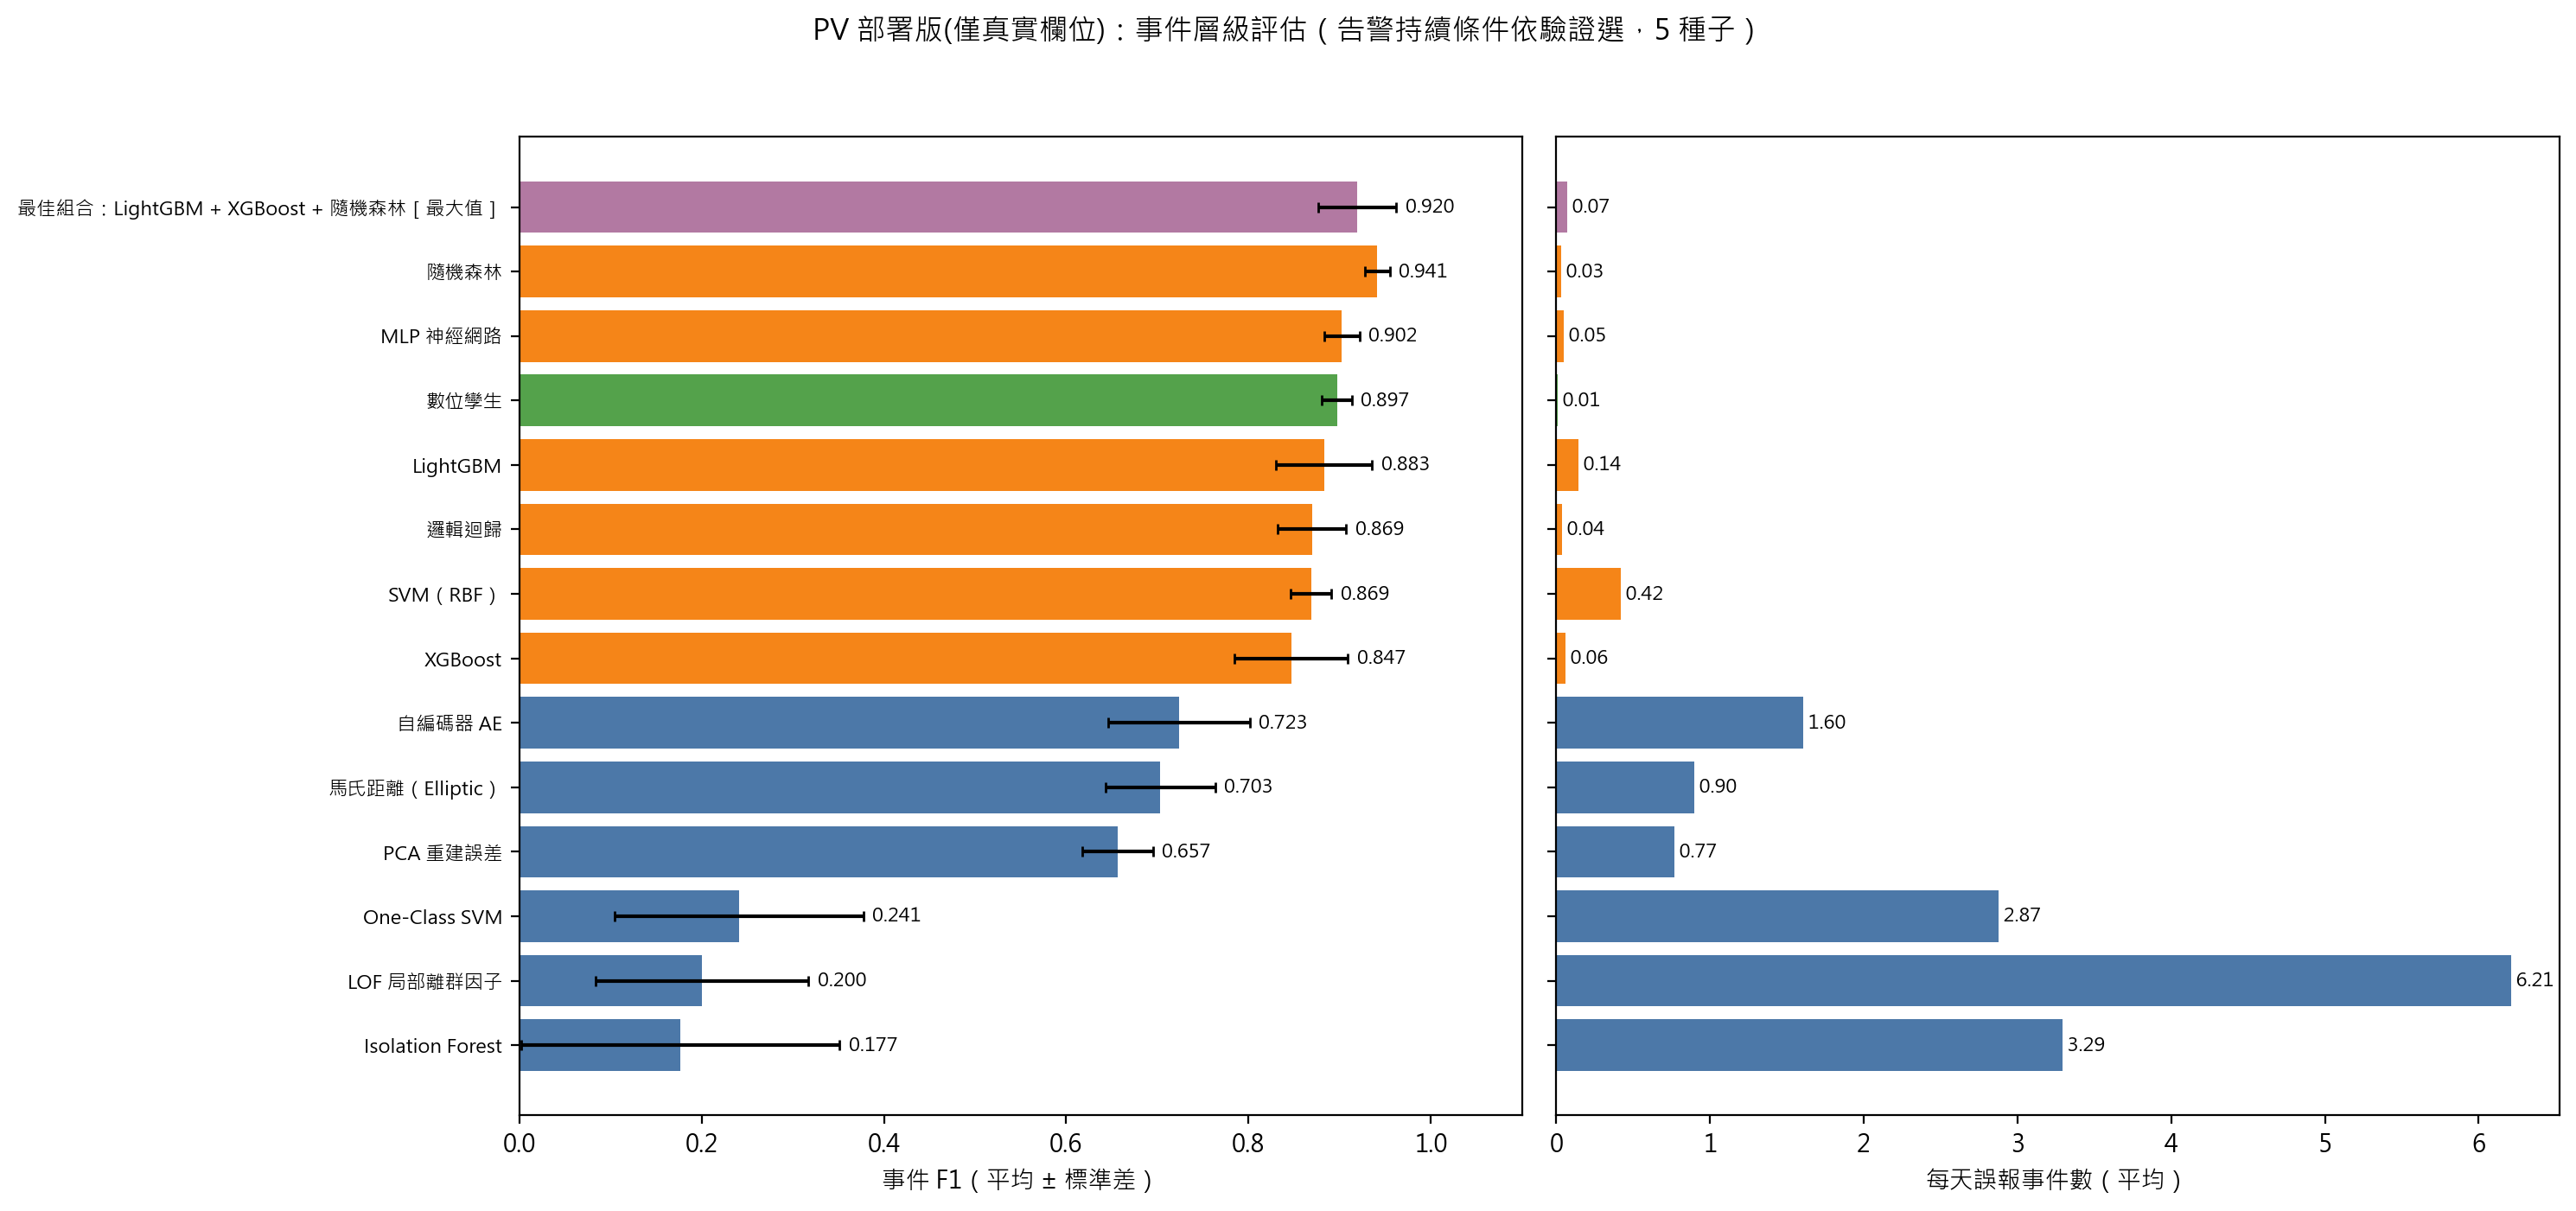 PV 部署版(僅真實欄位)：事件層級評估（告警持續條件依驗證選，5 種子）
最佳組合：LightGBM + XGBoost + 隨機森林［最大值］ 0.920 0.07
隨機森林 0.941 0.03
MLP 神經網路 0.902 0.05
數位孿生 0.897 0.01
LightGBM 0.883 0.14
邏輯迴歸 0.869 0.04
SVM（RBF） 0.869 0.42
XGBoost 0.847 0.06
自編碼器 AE 0.723 1.60
馬氏距離（Elliptic） 0.703 0.90
PCA 重建誤差 0.657 0.77
One-Class SVM 0.241 2.87
LOF 局部離群因子 0.200 6.21
Isolation Forest 0.177 3.29
0.0 0.2 0.4 0.6 0.8 1.0 0 1 2 3 4 5 6
事件 F1（平均 ± 標準差） 每天誤報事件數（平均）